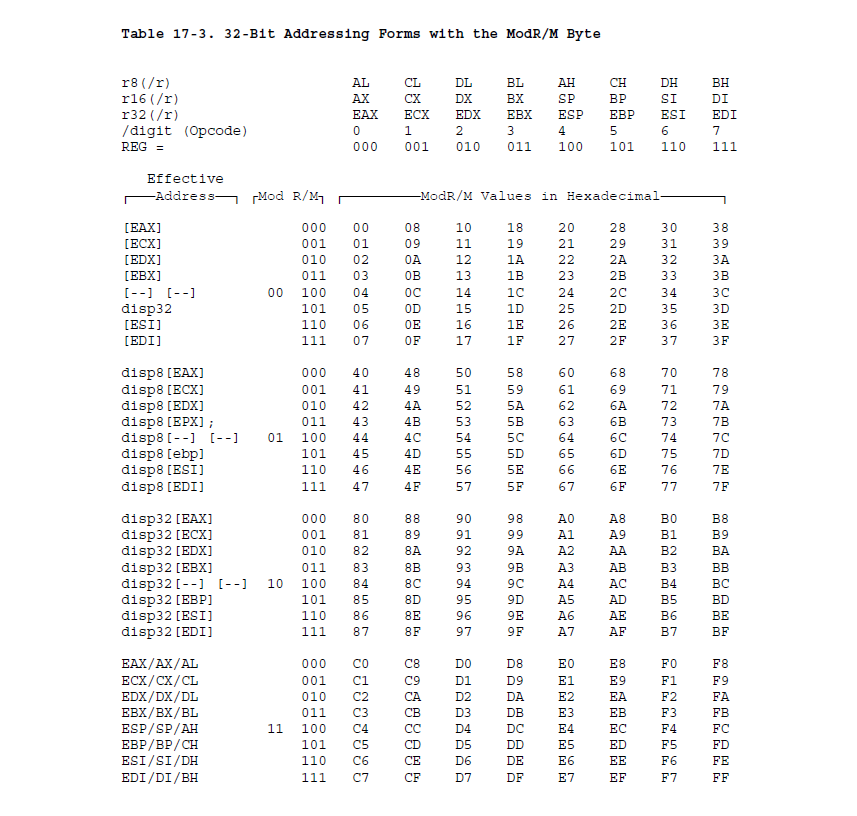 Table 17-3. 32-Bit Addressing Forms with the ModR/M Byte
r8(/r) AL CL DL BL AH CH DH BH
r16(/r) AX CX DX BX SP BP SI DI
r32(/r) EAX ECX EDX EBX ESP EBP ESI EDI
/digit (Opcode) 0 1 2 3 4 5 6 7
REG = 000 001 010 011 100 101 110 111
Effective
Address Mod R/M ModR/M Values in Hexadecimal
[EAX] 000 00 08 10 18 20 28 30 38
[ECX] 001 01 09 11 19 21 29 31 39
[EDX] 010 02 0A 12 1A 22 2A 32 3A
[EBX] 011 03 0B 13 1B 23 2B 33 3B
[--] [--] 00 100 04 0C 14 1C 24 2C 34 3C
disp32 101 05 0D 15 1D 25 2D 35 3D
[ESI] 110 06 0E 16 1E 26 2E 36 3E
[EDI] 111 07 0F 17 1F 27 2F 37 3F
disp8[EAX] 000 40 48 50 58 60 68 70 78
disp8[ECX] 001 41 49 51 59 61 69 71 79
disp8[EDX] 010 42 4A 52 5A 62 6A 72 7A
disp8[EPX]; 011 43 4B 53 5B 63 6B 73 7B
disp8[--] [--] 01 100 44 4C 54 5C 64 6C 74 7C
disp8[ebp] 101 45 4D 55 5D 65 6D 75 7D
disp8[ESI] 110 46 4E 56 5E 66 6E 76 7E
disp8[EDI] 111 47 4F 57 5F 67 6F 77 7F
disp32[EAX] 000 80 88 90 98 A0 A8 B0 B8
disp32[ECX] 001 81 89 91 99 A1 A9 B1 B9
disp32[EDX] 010 82 8A 92 9A A2 AA B2 BA
disp32[EBX] 011 83 8B 93 9B A3 AB B3 BB
disp32[--] [--] 10 100 84 8C 94 9C A4 AC B4 BC
disp32[EBP] 101 85 8D 95 9D A5 AD B5 BD
disp32[ESI] 110 86 8E 96 9E A6 AE B6 BE
disp32[EDI] 111 87 8F 97 9F A7 AF B7 BF
EAX/AX/AL 000 C0 C8 D0 D8 E0 E8 F0 F8
ECX/CX/CL 001 C1 C9 D1 D9 E1 E9 F1 F9
EDX/DX/DL 010 C2 CA D2 DA E2 EA F2 FA
EBX/BX/BL 011 C3 CB D3 DB E3 EB F3 FB
ESP/SP/AH 11 100 C4 CC D4 DC E4 EC F4 FC
EBP/BP/CH 101 C5 CD D5 DD E5 ED F5 FD
ESI/SI/DH 110 C6 CE D6 DE E6 EE F6 FE
EDI/DI/BH 111 C7 CF D7 DF E7 EF F7 FF